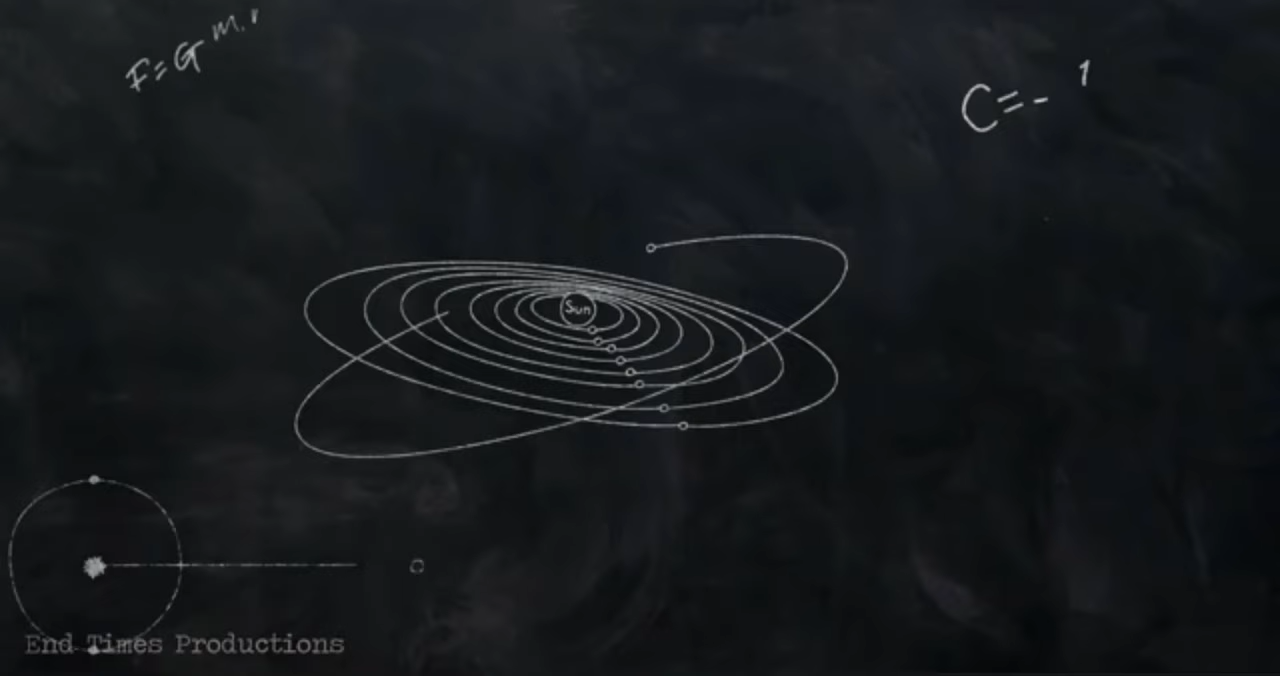 F=G m.
C=- 1
Sun
End Times Productions